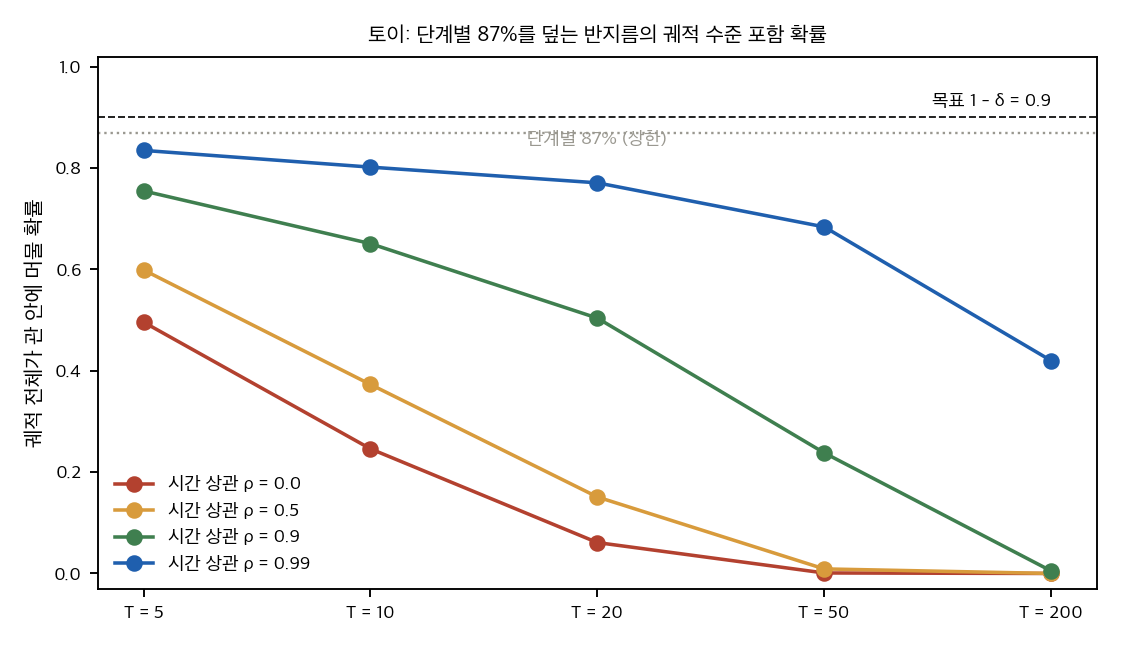 토이: 단계별 87%를 덮는 반지름의 궤적 수준 포함 확률
궤적 전체가 관 안에 머물 확률
1.0
0.8
0.6
0.4
0.2
0.0
목표 1 − δ = 0.9
단계별 87% (상한)
시간 상관 ρ = 0.0
시간 상관 ρ = 0.5
시간 상관 ρ = 0.9
시간 상관 ρ = 0.99
T = 5
T = 10
T = 20
T = 50
T = 200